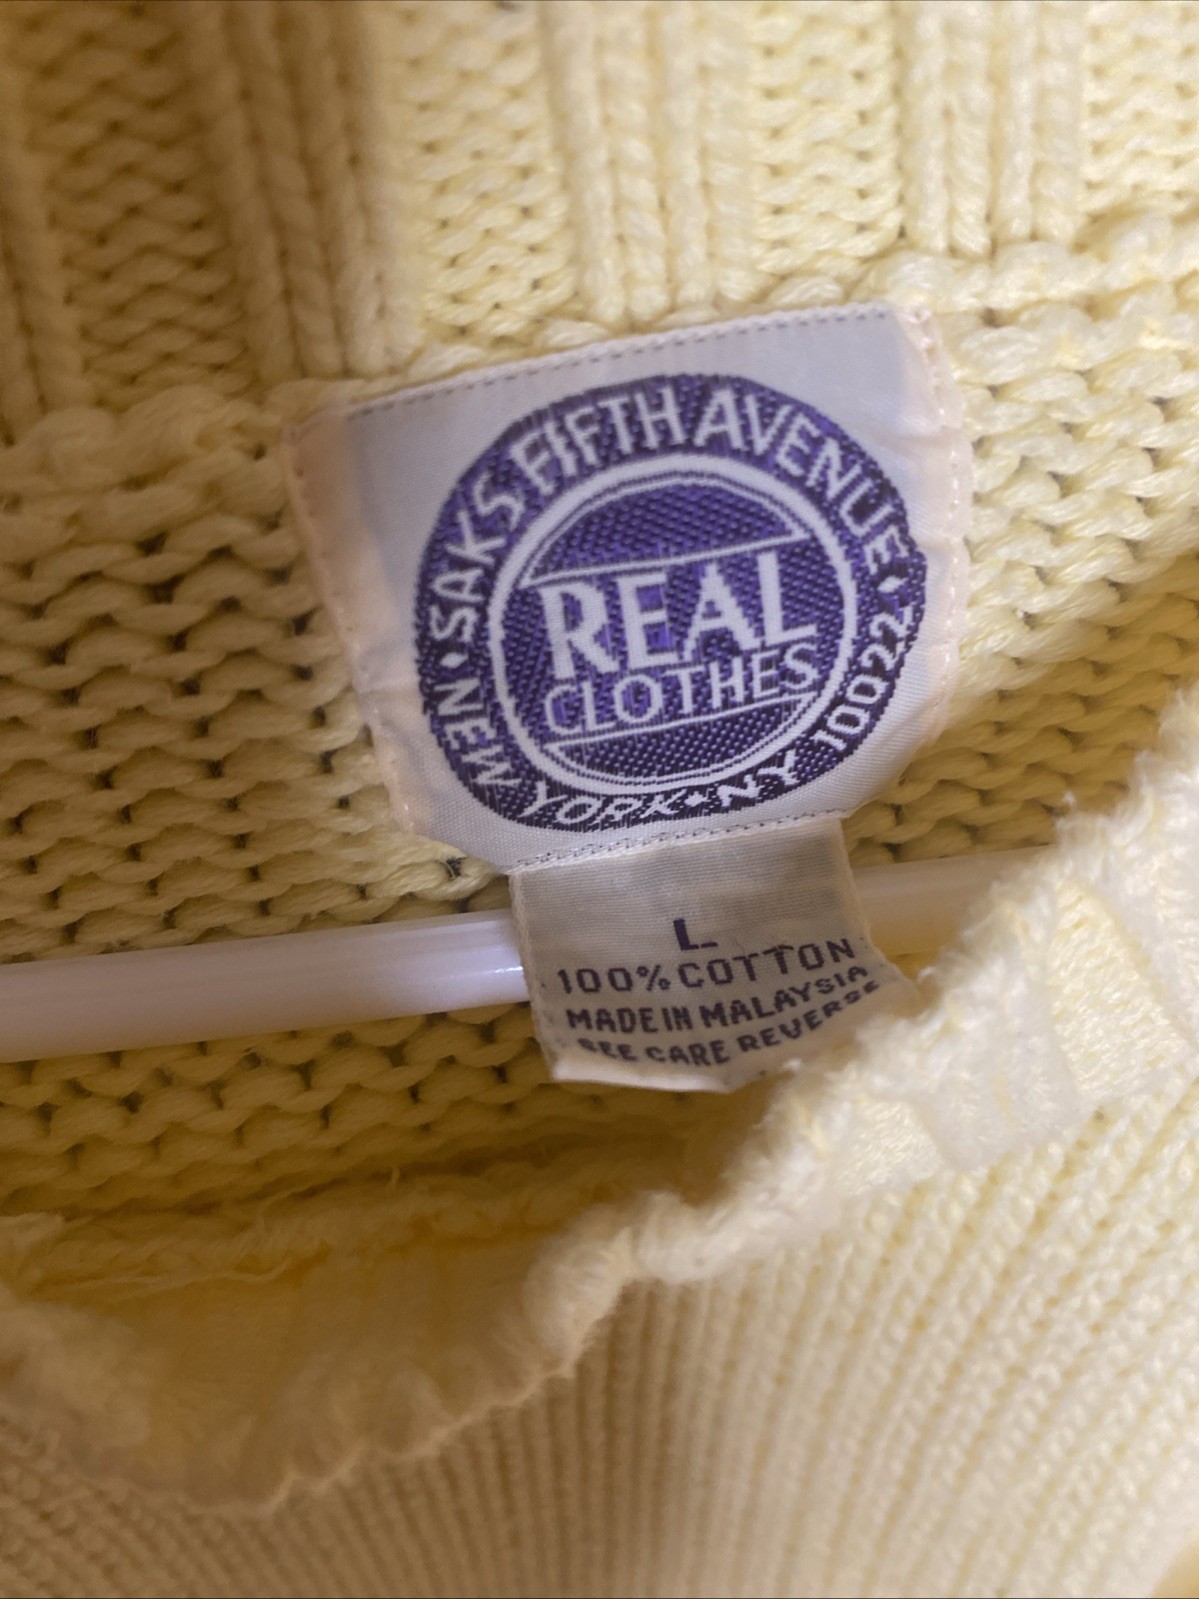 SAKS FIFTH AVENUE
REAL
CLOTHES
NEW YORK • NY 10022
L
100% COTTON
MADE IN MALAYSIA
SEE CARE REVERSE